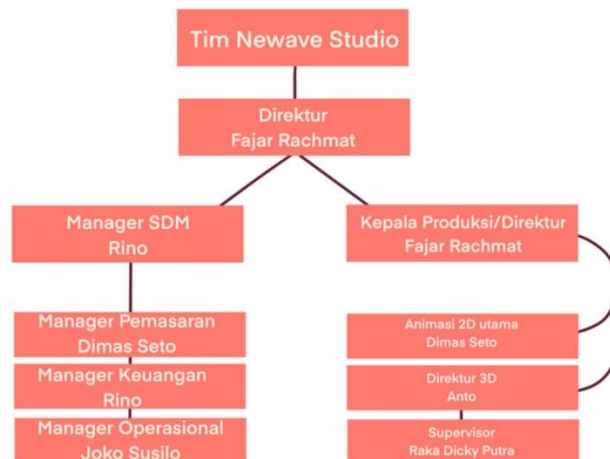 Tim Newave Studio
Direktur
Fajar Rachmat
Manager SDM
Rino
Kepala Produksi/Direktur
Fajar Rachmat
Manager Pemasaran
Dimas Seto
Manager Keuangan
Rino
Manager Operasional
Joko Susilo
Animasi 2D utama
Dimas Seto
Direktur 3D
Anto
Supervisor
Raka Dicky Putra